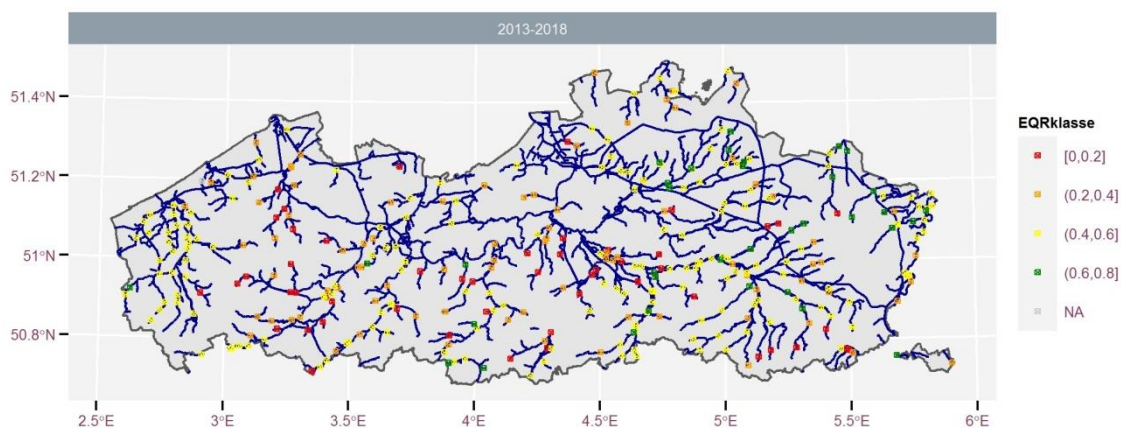 2013-2018
51.4°N
51.2°N
51°N
50.8°N
2.5°E
3°E
3.5°E
4°E
4.5°E
5°E
5.5°E
6°E
EQRklasse
[0,0.2]
(0.2,0.4]
(0.4,0.6]
(0.6,0.8]
NA